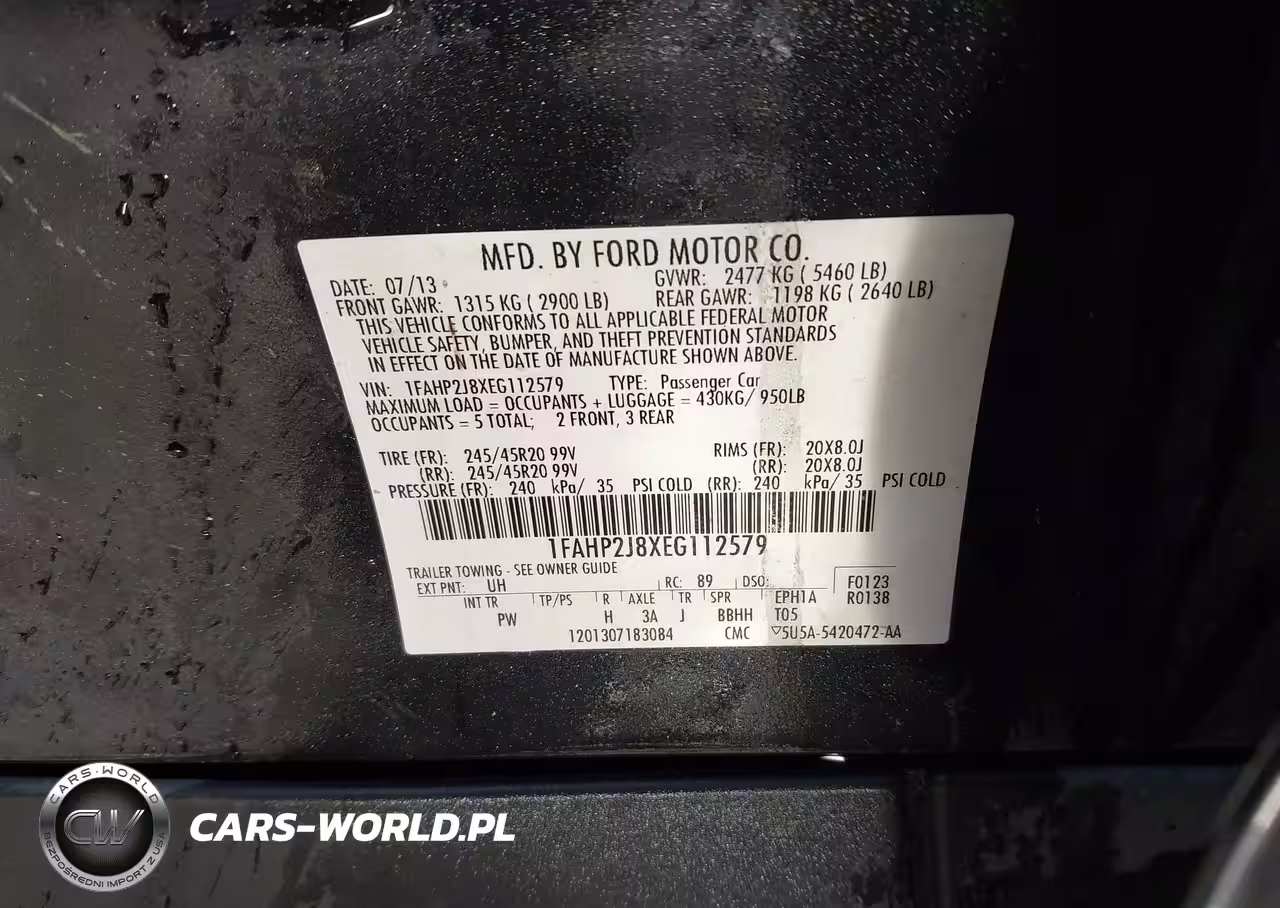 MFD. BY FORD MOTOR CO.
DATE: 07/13 GVWR: 2477 KG ( 5460 LB)
FRONT GAWR: 1315 KG ( 2900 LB) REAR GAWR: 1198 KG ( 2640 LB)
THIS VEHICLE CONFORMS TO ALL APPLICABLE FEDERAL MOTOR
VEHICLE SAFETY, BUMPER, AND THEFT PREVENTION STANDARDS
IN EFFECT ON THE DATE OF MANUFACTURE SHOWN ABOVE.
VIN: 1FAHP2J8XEG112579 TYPE: Passenger Car
MAXIMUM LOAD = OCCUPANTS + LUGGAGE = 430KG/ 950LB
OCCUPANTS = 5 TOTAL; 2 FRONT, 3 REAR
TIRE (FR): 245/45R20 99V RIMS (FR): 20X8.0J
(RR): 245/45R20 99V (RR): 20X8.0J
PRESSURE (FR): 240 kPa/ 35 PSI COLD (RR): 240 kPa/ 35 PSI COLD
1FAHP2J8XEG112579
TRAILER TOWING - SEE OWNER GUIDE
EXT PNT: UH RC: 89 DSO: F0123
INT TR TP/PS R AXLE TR SPR EPH1A R0138
PW H 3A J BBHH T05
1201307183084 CMC ▽5U5A-5420472-AA
CARS-WORLD
CW
BEZPOŚREDNI IMPORT Z USA
CARS-WORLD.PL